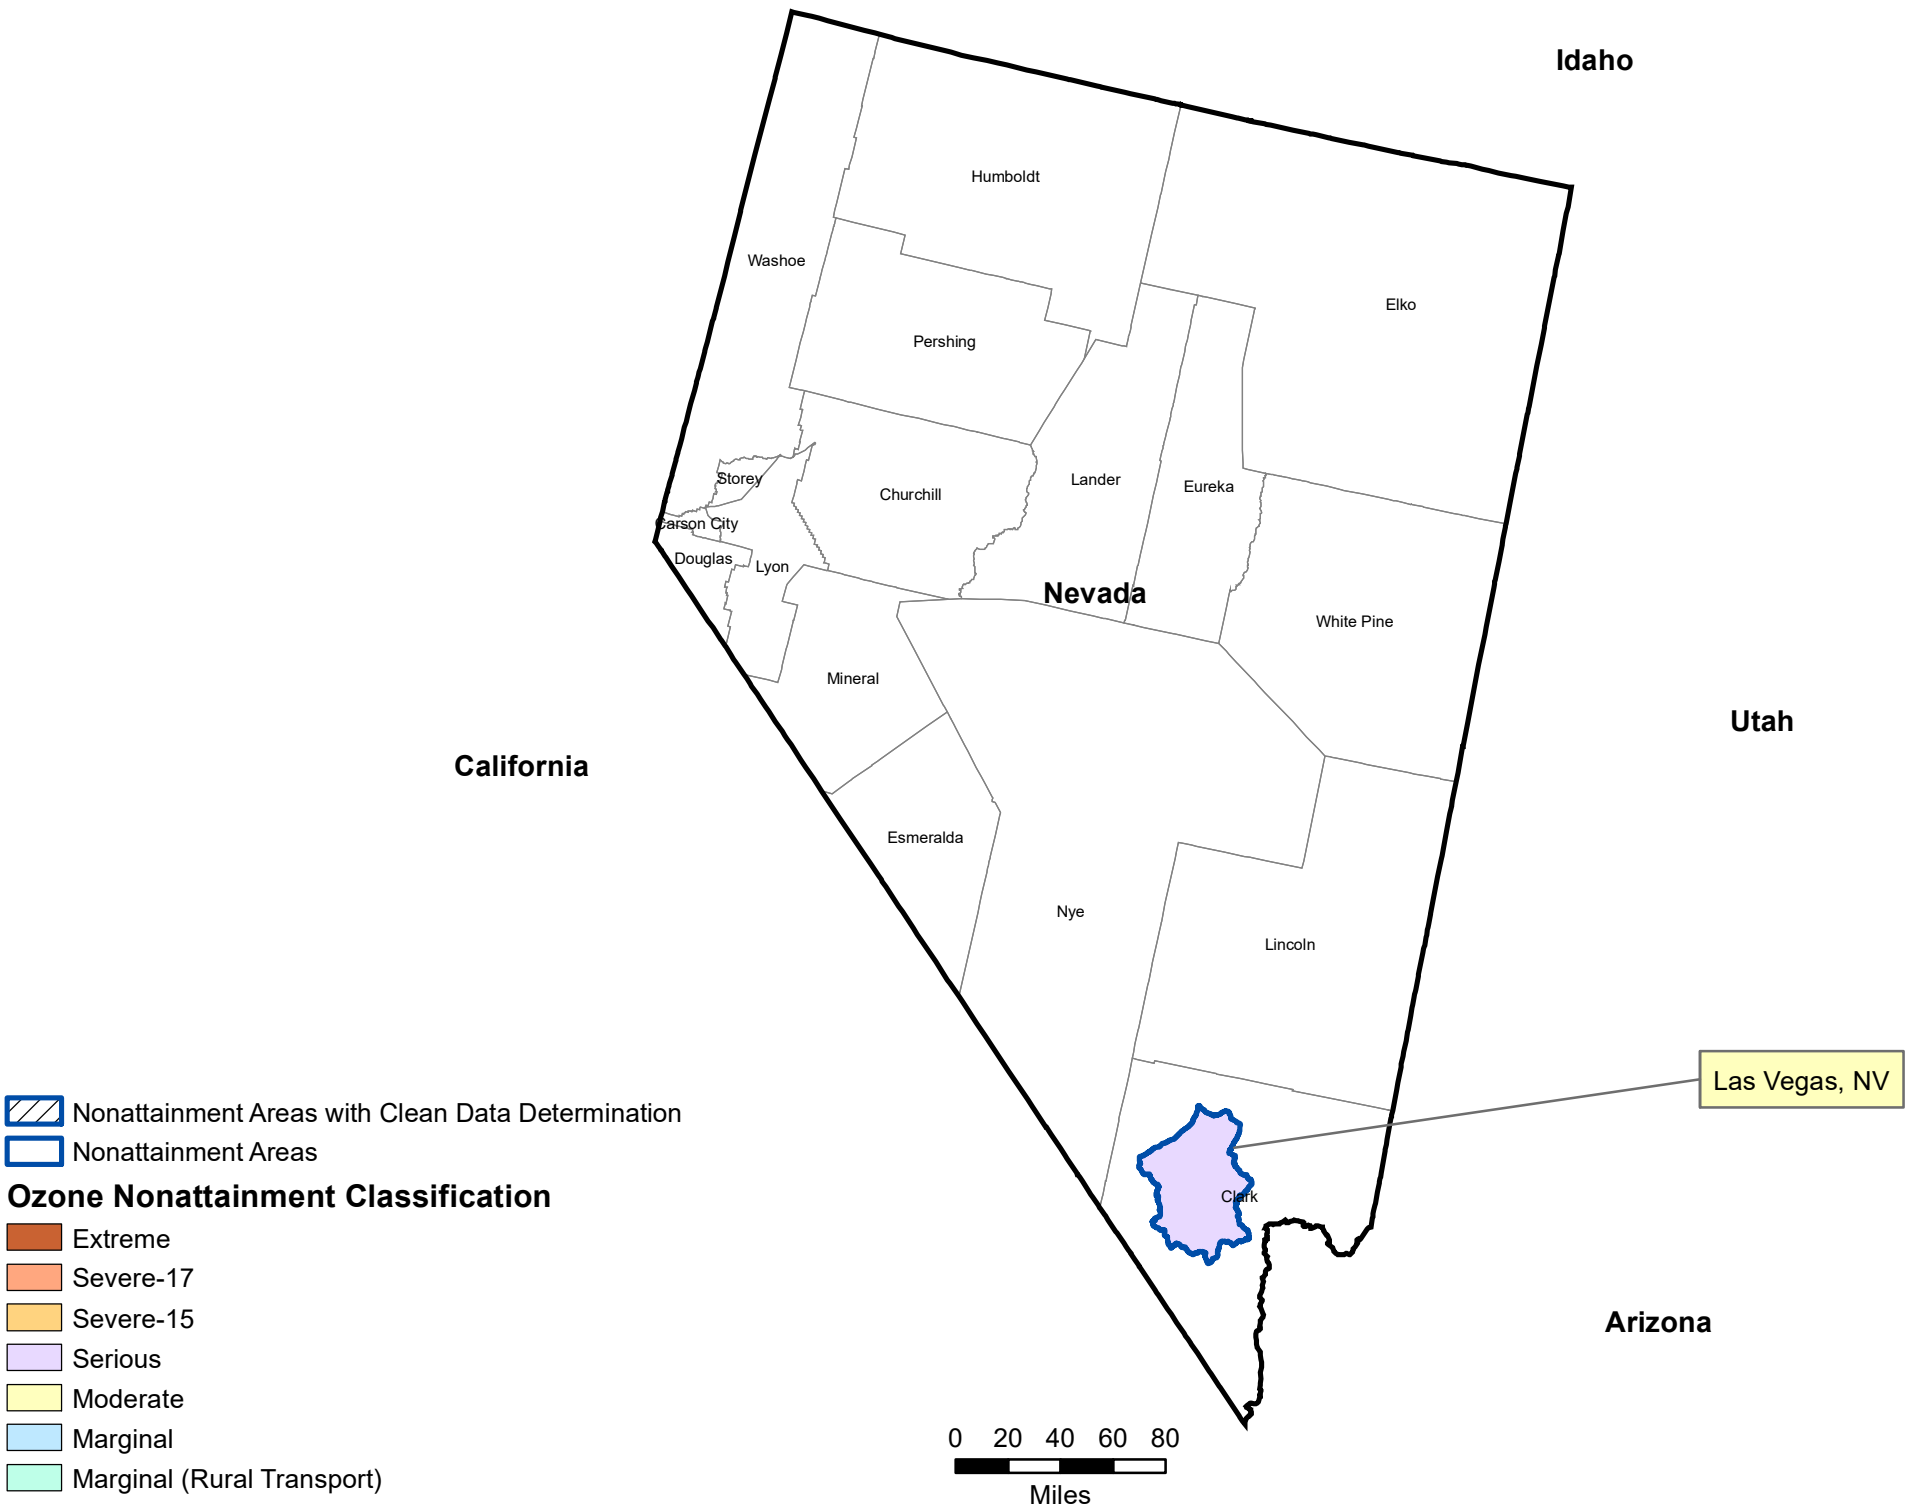 Idaho
Humboldt
Washoe
Elko
Pershing
Storey
Churchill
Lander
Eureka
Carson City
Douglas
Lyon
Nevada
White Pine
Mineral
Utah
California
Esmeralda
Nye
Lincoln
Las Vegas, NV
Clark
Arizona
Nonattainment Areas with Clean Data Determination
Nonattainment Areas
Ozone Nonattainment Classification
Extreme
Severe-17
Severe-15
Serious
Moderate
Marginal
Marginal (Rural Transport)
0 20 40 60 80
Miles